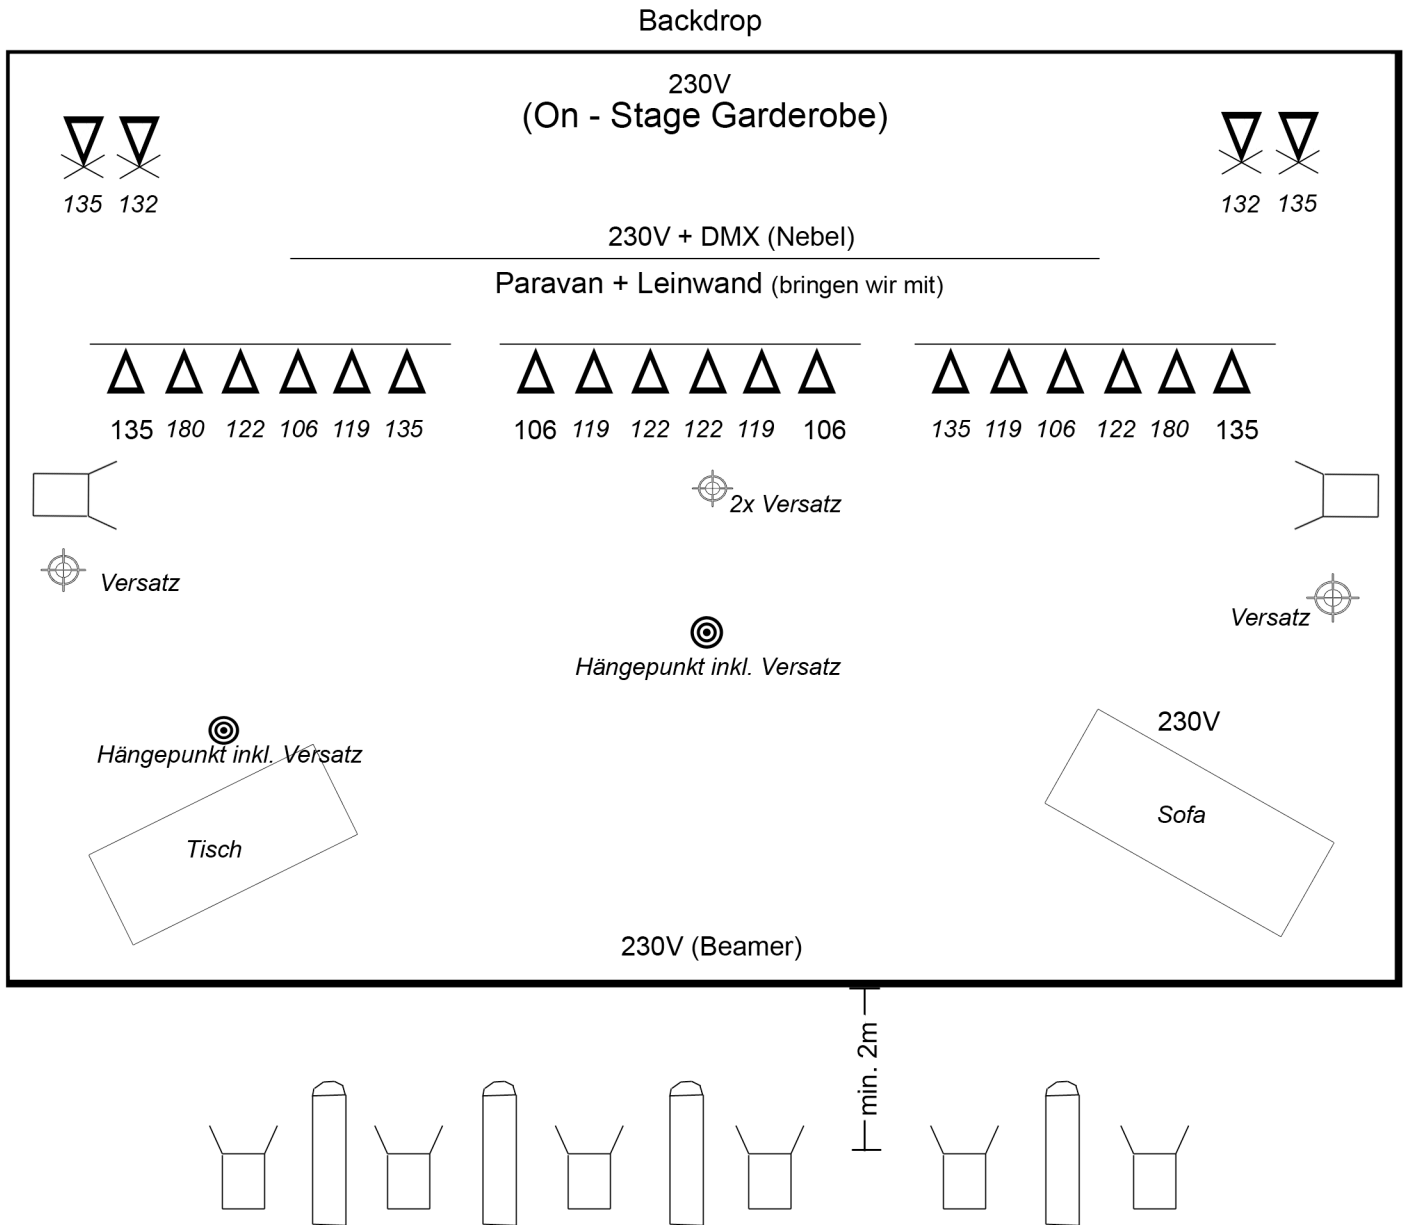 Backdrop
230V
(On - Stage Garderobe)
135 132
132 135
230V + DMX (Nebel)
Paravan + Leinwand (bringen wir mit)
135 180 122 106 119 135
106 119 122 122 119 106
135 119 106 122 180 135
2x Versatz
Versatz
Versatz
Hängepunkt inkl. Versatz
Hängepunkt inkl. Versatz
230V
Sofa
Tisch
230V (Beamer)
min. 2m